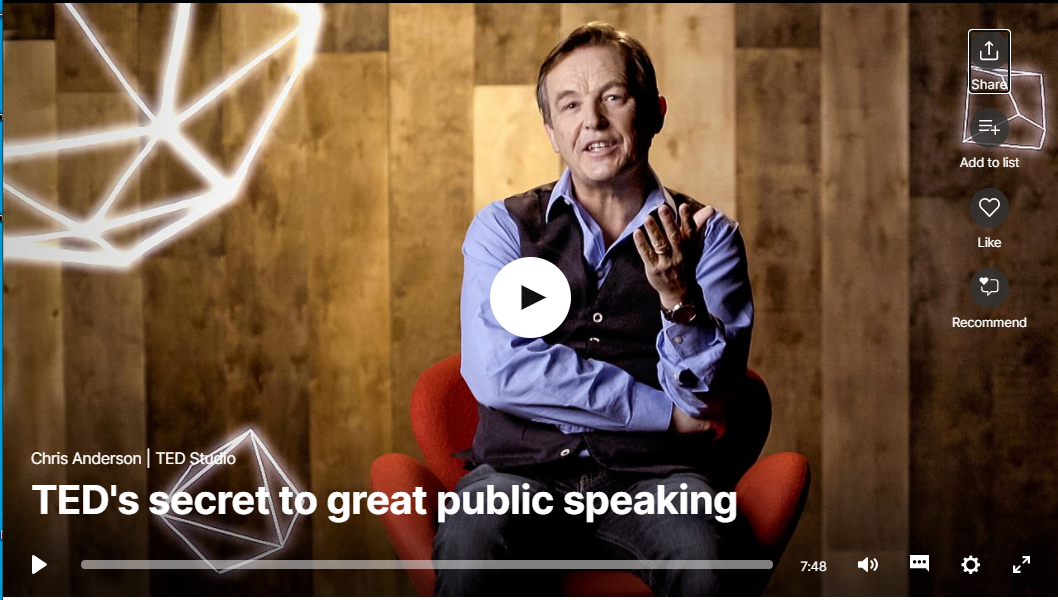 Share
Add to list
Like
Recommend
Chris Anderson | TED Studio
TED's secret to great public speaking
7:48